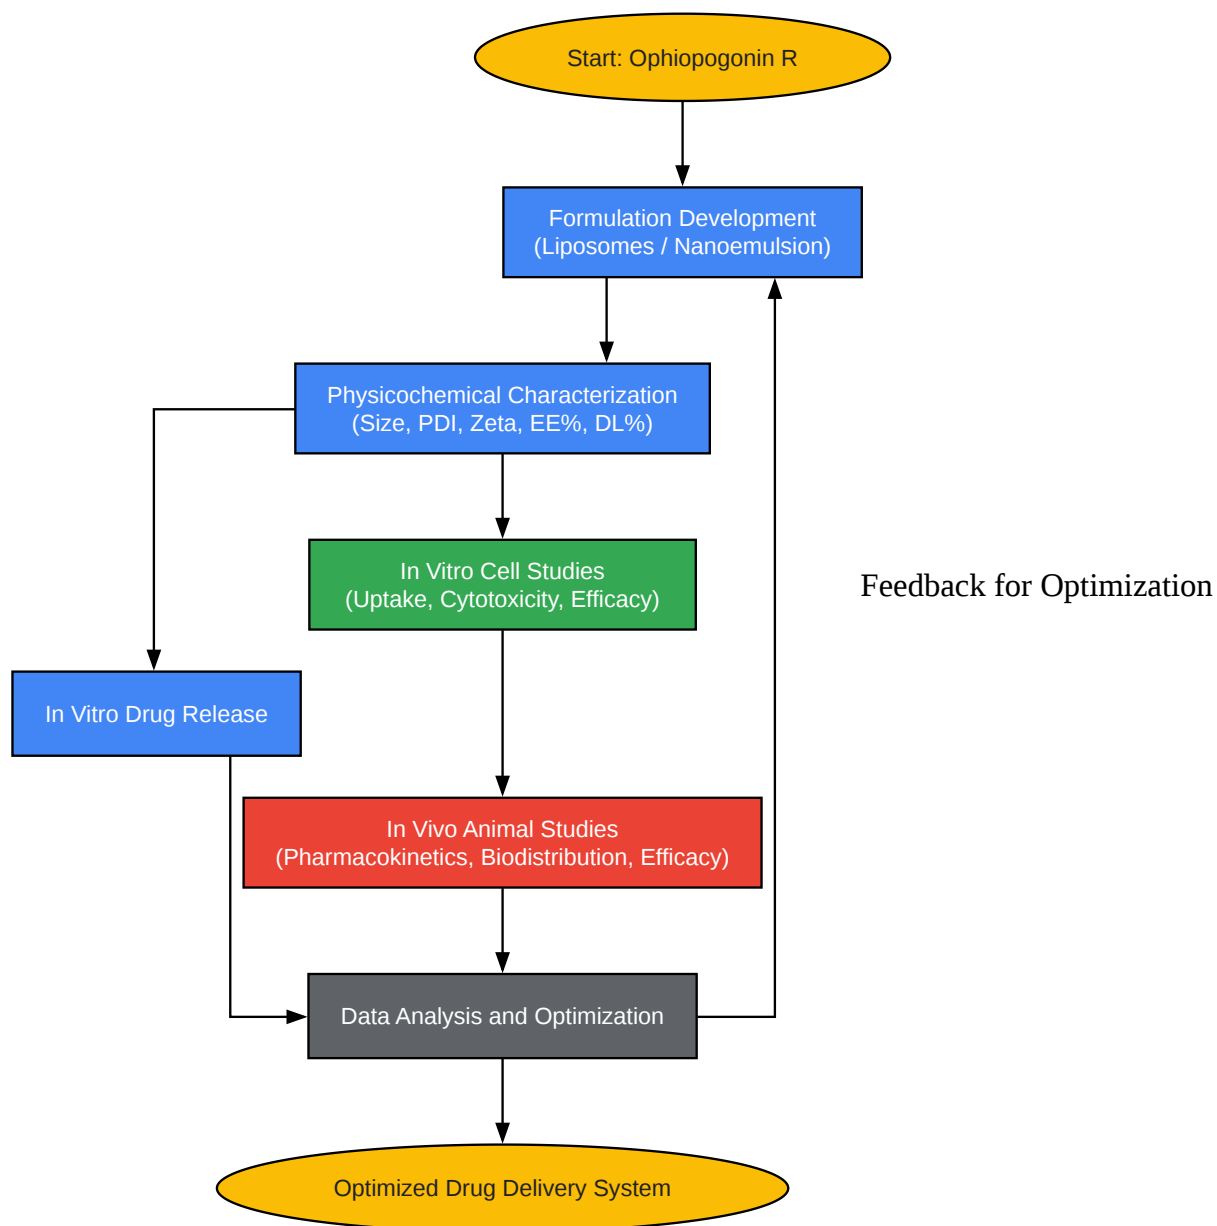 Start: Ophiopogonin R
Formulation Development
(Liposomes / Nanoemulsion)
Physicochemical Characterization
(Size, PDI, Zeta, EE%, DL%)
In Vitro Cell Studies
(Uptake, Cytotoxicity, Efficacy)
Feedback for Optimization
In Vitro Drug Release
In Vivo Animal Studies
(Pharmacokinetics, Biodistribution, Efficacy)
Data Analysis and Optimization
Optimized Drug Delivery System